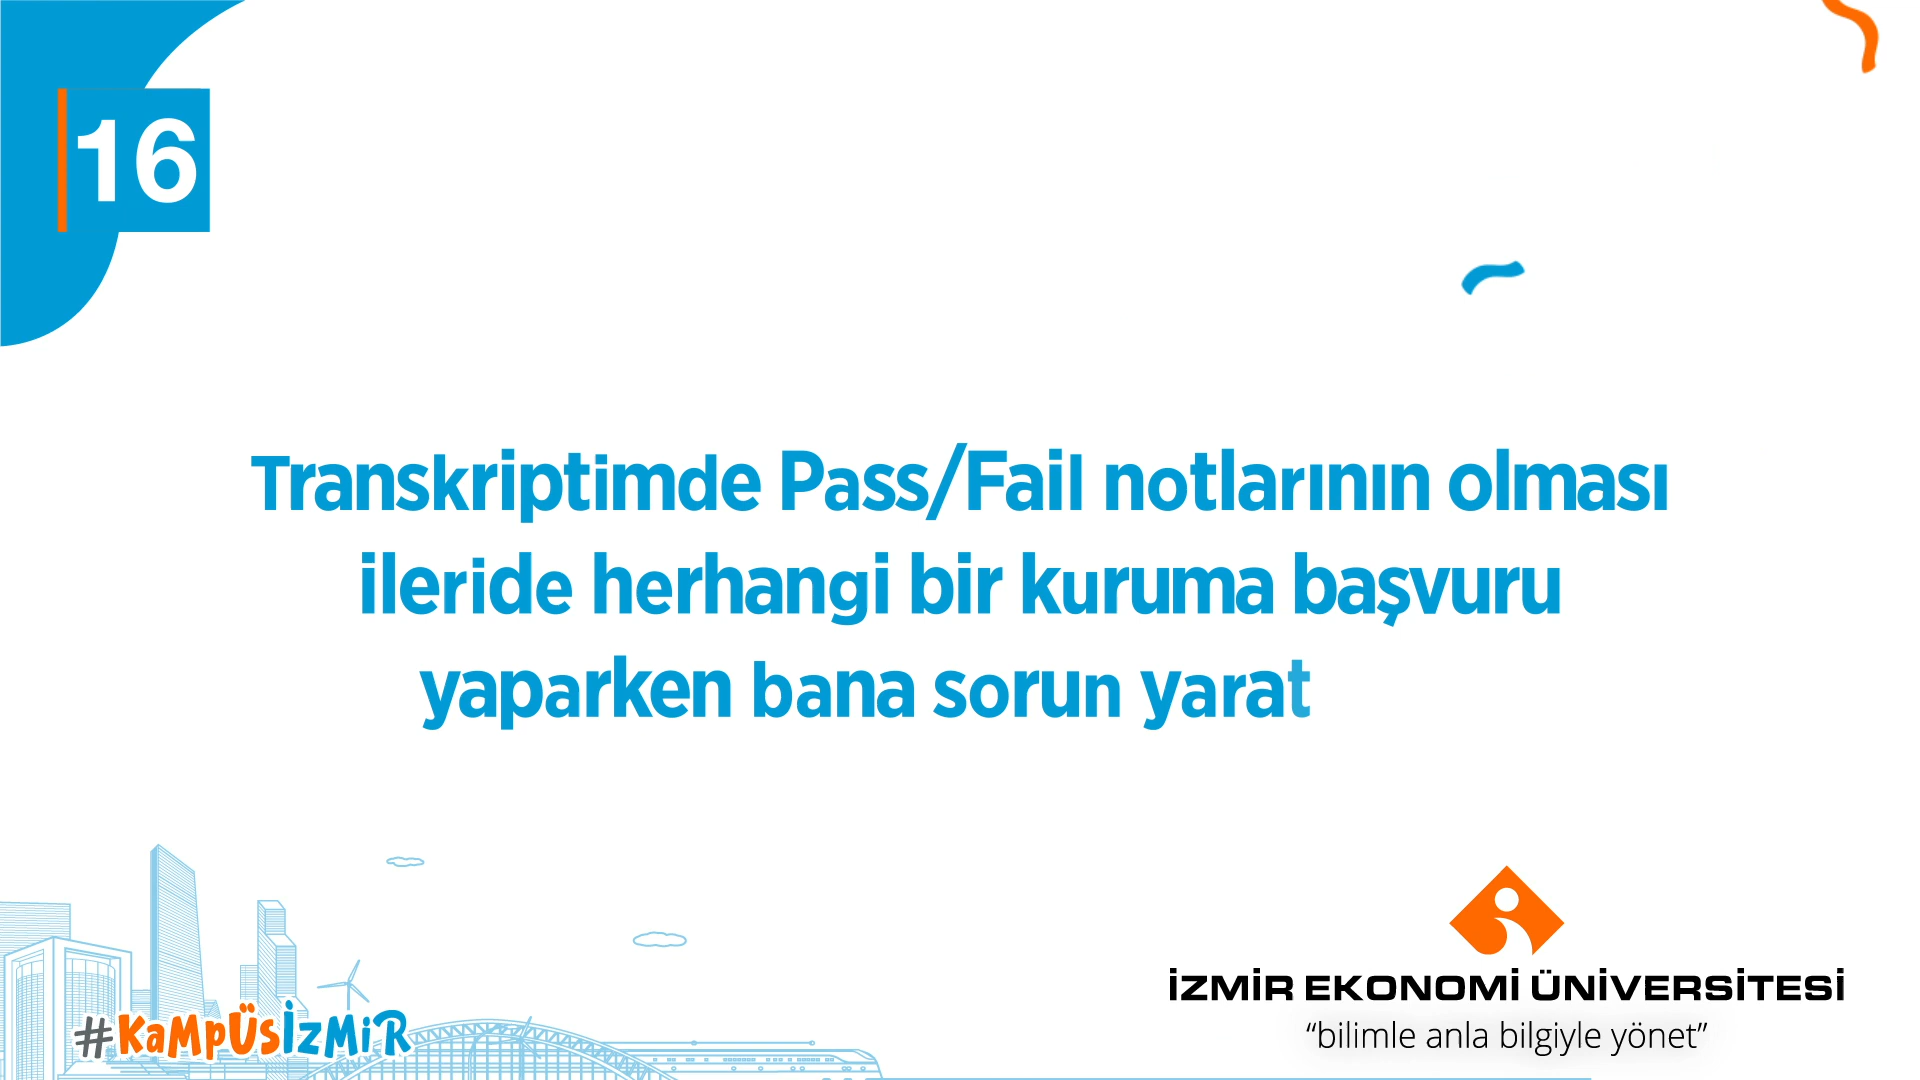 16
Transkriptimde Pass/Fail notlarının olması
ileride herhangi bir kuruma başvuru
yaparken bana sorun yarat
#KaMpÜsİzMiR
İZMİR EKONOMİ ÜNİVERSİTESİ
“bilimle anla bilgiyle yönet”